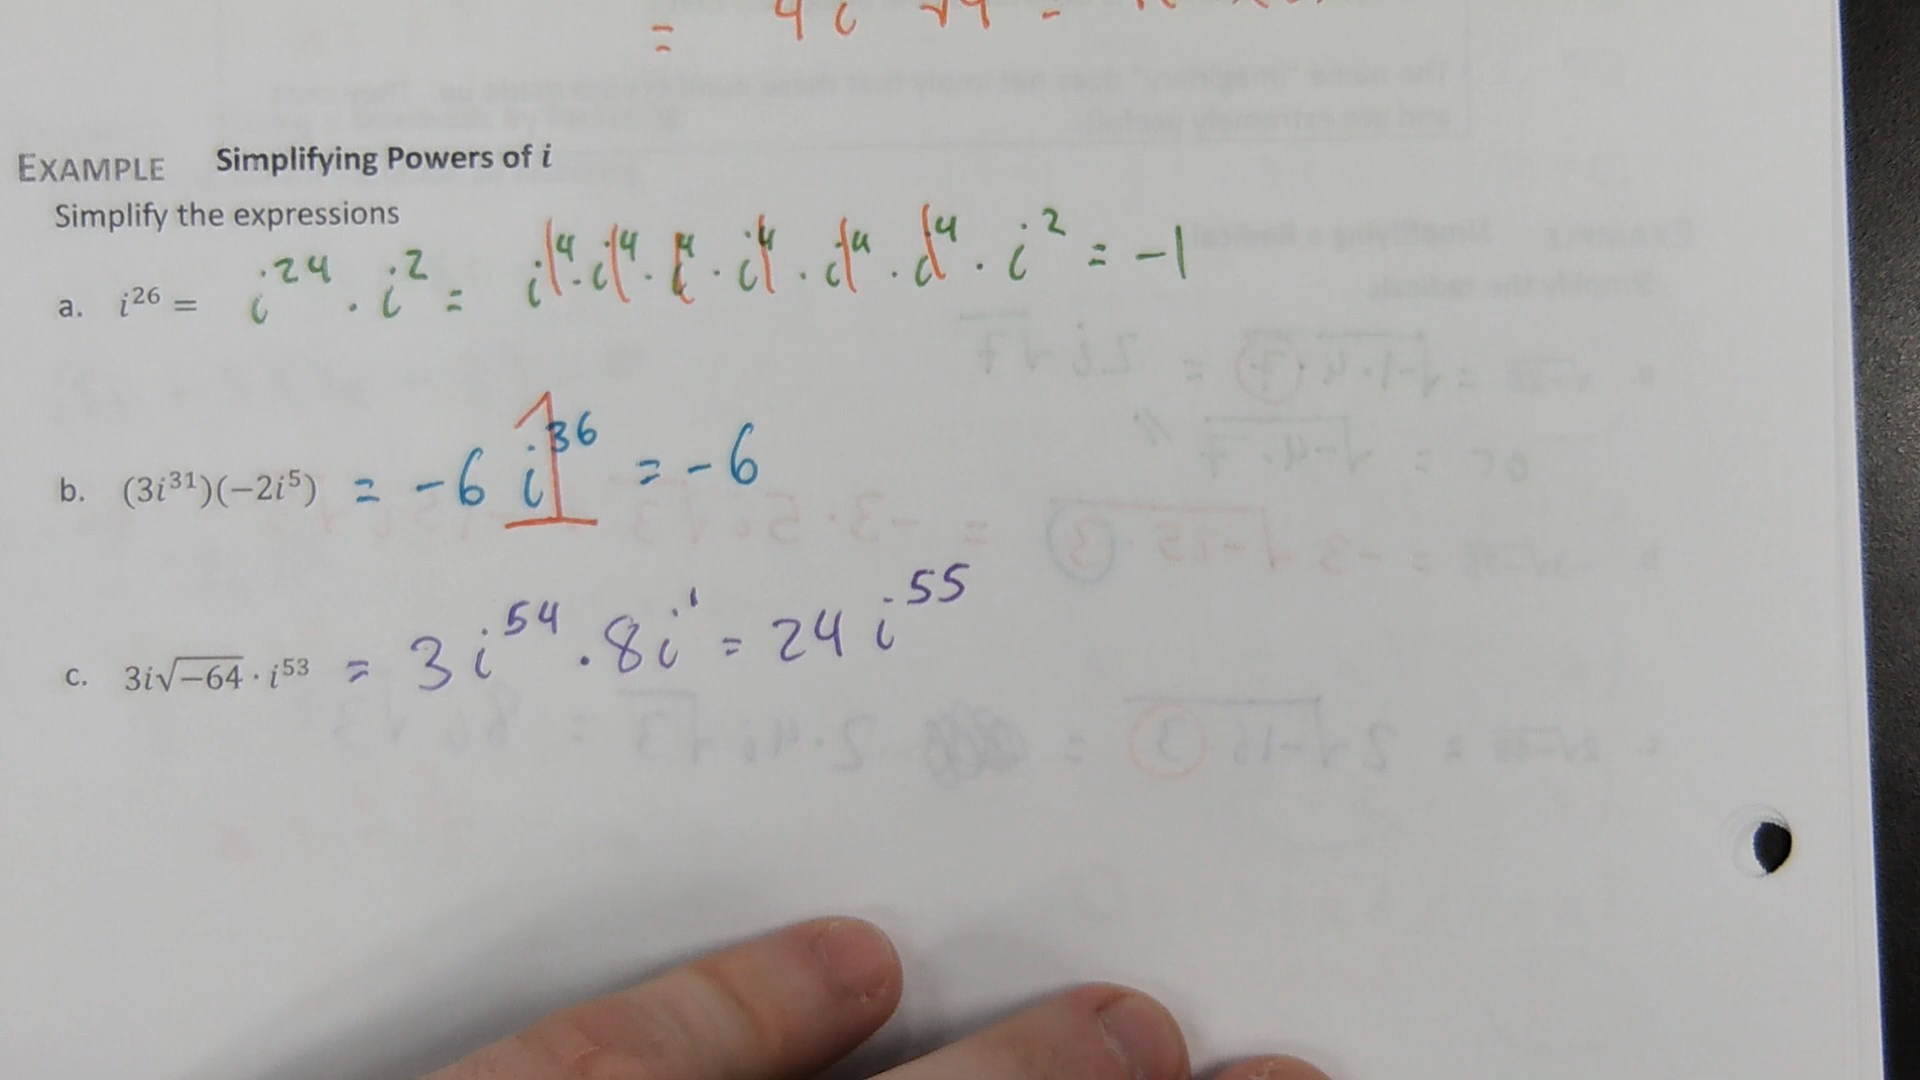 EXAMPLE Simplifying Powers of i
Simplify the expressions
a. i²⁶ = i²⁴ · i² = i⁴ · i⁴ · i⁴ · i⁴ · i⁴ · i⁴ · i² = -1
b. (3i³¹)(−2i⁵) = -6 i³⁶ = -6
1
c. 3i√−64 · i⁵³ = 3i⁵⁴ · 8i¹ = 24 i⁵⁵